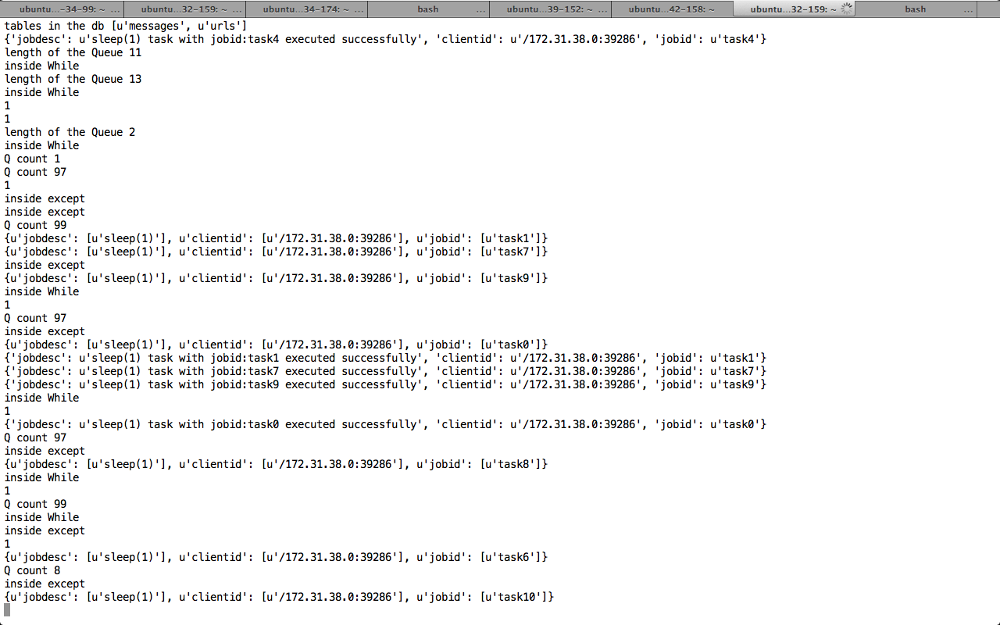 ubuntu...-34-99: ~ ... ubuntu...32-159: ~ ... ubuntu...34-174: ~ ... bash ... ubuntu...39-152: ~ ... ubuntu...42-158: ~ ubuntu...32-159: ~ bash ...
tables in the db [u'messages', u'urls']
{'jobdesc': u'sleep(1) task with jobid:task4 executed successfully', 'clientid': u'/172.31.38.0:39286', 'jobid': u'task4'}
length of the Queue 11
inside While
length of the Queue 13
inside While
1
1
length of the Queue 2
inside While
Q count 1
Q count 97
1
inside except
inside except
Q count 99
{u'jobdesc': [u'sleep(1)'], u'clientid': [u'/172.31.38.0:39286'], u'jobid': [u'task1']}
{u'jobdesc': [u'sleep(1)'], u'clientid': [u'/172.31.38.0:39286'], u'jobid': [u'task7']}
inside except
{u'jobdesc': [u'sleep(1)'], u'clientid': [u'/172.31.38.0:39286'], u'jobid': [u'task9']}
inside While
1
Q count 97
inside except
{u'jobdesc': [u'sleep(1)'], u'clientid': [u'/172.31.38.0:39286'], u'jobid': [u'task0']}
{'jobdesc': u'sleep(1) task with jobid:task1 executed successfully', 'clientid': u'/172.31.38.0:39286', 'jobid': u'task1'}
{'jobdesc': u'sleep(1) task with jobid:task7 executed successfully', 'clientid': u'/172.31.38.0:39286', 'jobid': u'task7'}
{'jobdesc': u'sleep(1) task with jobid:task9 executed successfully', 'clientid': u'/172.31.38.0:39286', 'jobid': u'task9'}
inside While
1
{'jobdesc': u'sleep(1) task with jobid:task0 executed successfully', 'clientid': u'/172.31.38.0:39286', 'jobid': u'task0'}
Q count 97
inside except
{u'jobdesc': [u'sleep(1)'], u'clientid': [u'/172.31.38.0:39286'], u'jobid': [u'task8']}
inside While
1
Q count 99
inside While
inside except
1
{u'jobdesc': [u'sleep(1)'], u'clientid': [u'/172.31.38.0:39286'], u'jobid': [u'task6']}
Q count 8
inside except
{u'jobdesc': [u'sleep(1)'], u'clientid': [u'/172.31.38.0:39286'], u'jobid': [u'task10']}